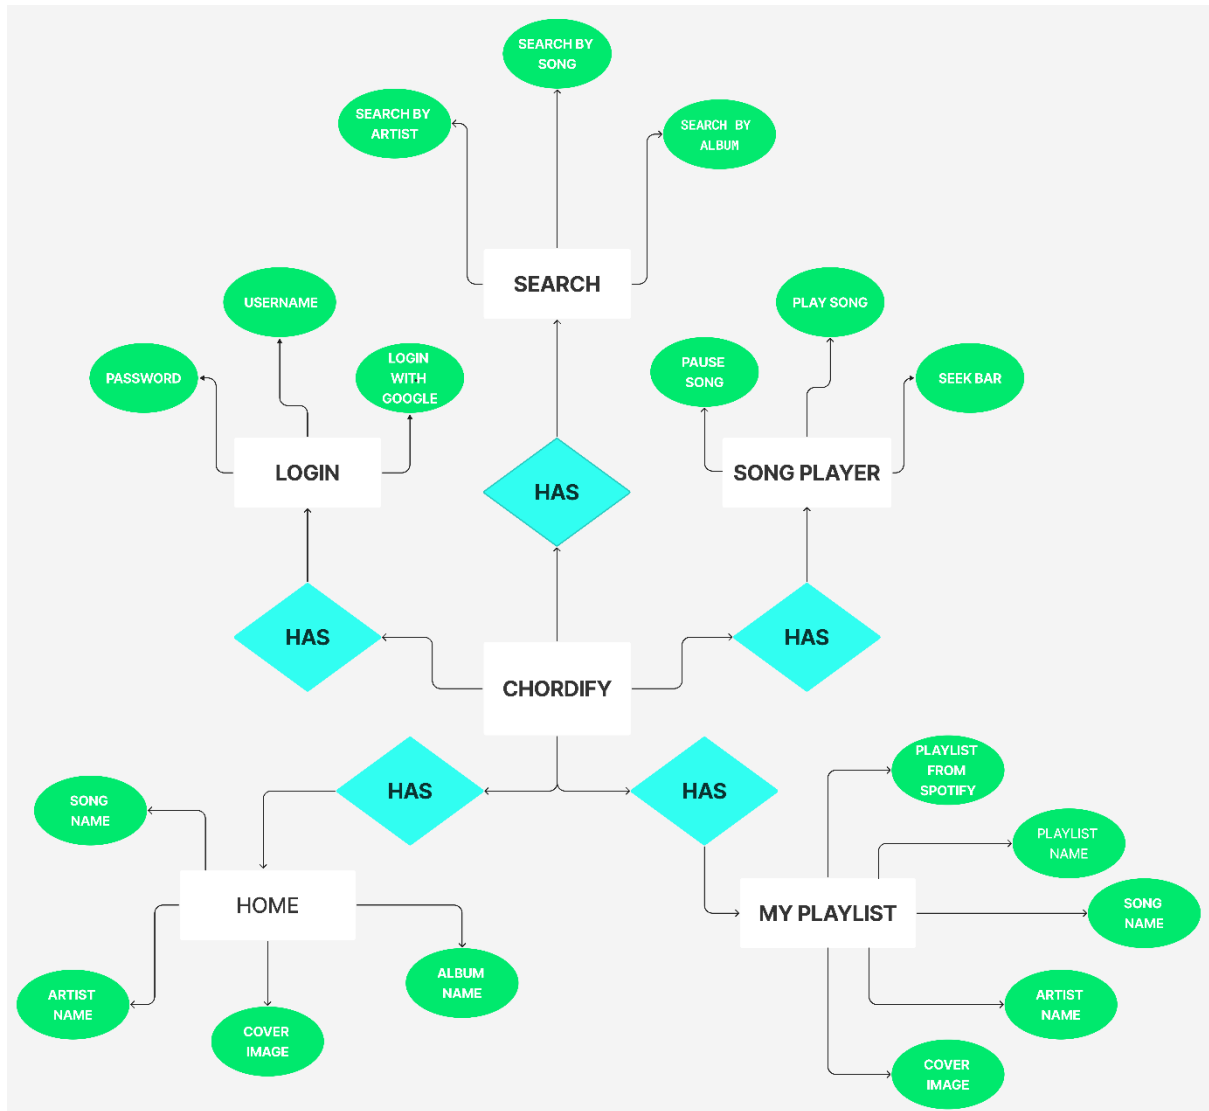 SEARCH BY
SONG
SEARCH BY
ARTIST
SEARCH BY
ALBUM
SEARCH
USERNAME
PASSWORD
LOGIN
WITH
GOOGLE
LOGIN
PLAY SONG
PAUSE
SONG
SEEK BAR
SONG PLAYER
HAS
HAS
HAS
CHORDIFY
HAS
HAS
SONG
NAME
HOME
ARTIST
NAME
COVER
IMAGE
ALBUM
NAME
PLAYLIST
FROM
SPOTIFY
PLAYLIST
NAME
MY PLAYLIST
SONG
NAME
ARTIST
NAME
COVER
IMAGE